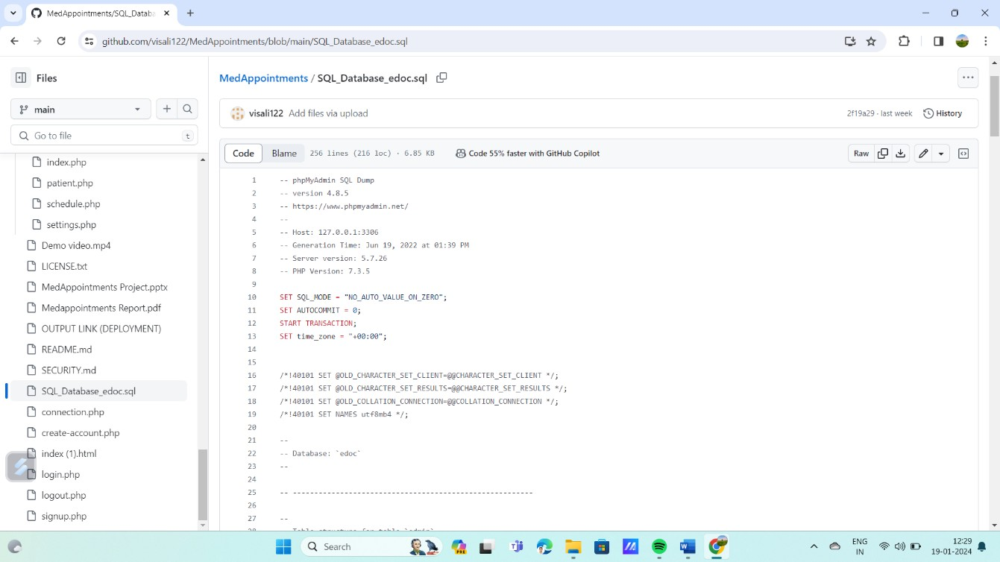 MedAppointments/SQL_Databa
github.com/visali122/MedAppointments/blob/main/SQL_Database_edoc.sql
Files
main
Go to file
t
index.php
patient.php
schedule.php
settings.php
Demo video.mp4
LICENSE.txt
MedAppointments Project.pptx
Medappointments Report.pdf
OUTPUT LINK (DEPLOYMENT)
README.md
SECURITY.md
SQL_Database_edoc.sql
connection.php
create-account.php
index (1).html
login.php
logout.php
signup.php
MedAppointments / SQL_Database_edoc.sql
visali122 Add files via upload
2f19a29 · last week
History
Code
Blame
256 lines (216 loc) · 6.85 KB
Code 55% faster with GitHub Copilot
Raw
1 -- phpMyAdmin SQL Dump
2 -- version 4.8.5
3 -- https://www.phpmyadmin.net/
4 --
5 -- Host: 127.0.0.1:3306
6 -- Generation Time: Jun 19, 2022 at 01:39 PM
7 -- Server version: 5.7.26
8 -- PHP Version: 7.3.5
9
10 SET SQL_MODE = "NO_AUTO_VALUE_ON_ZERO";
11 SET AUTOCOMMIT = 0;
12 START TRANSACTION;
13 SET time_zone = "+00:00";
14
15
16 /*!40101 SET @OLD_CHARACTER_SET_CLIENT=@@CHARACTER_SET_CLIENT */;
17 /*!40101 SET @OLD_CHARACTER_SET_RESULTS=@@CHARACTER_SET_RESULTS */;
18 /*!40101 SET @OLD_COLLATION_CONNECTION=@@COLLATION_CONNECTION */;
19 /*!40101 SET NAMES utf8mb4 */;
20
21 --
22 -- Database: `edoc`
23 --
24
25 -- --------------------------------------------------------
26
27 --
28 -- Table structure for table `admin`
Search
PRE
ENG
IN
12:29
19-01-2024